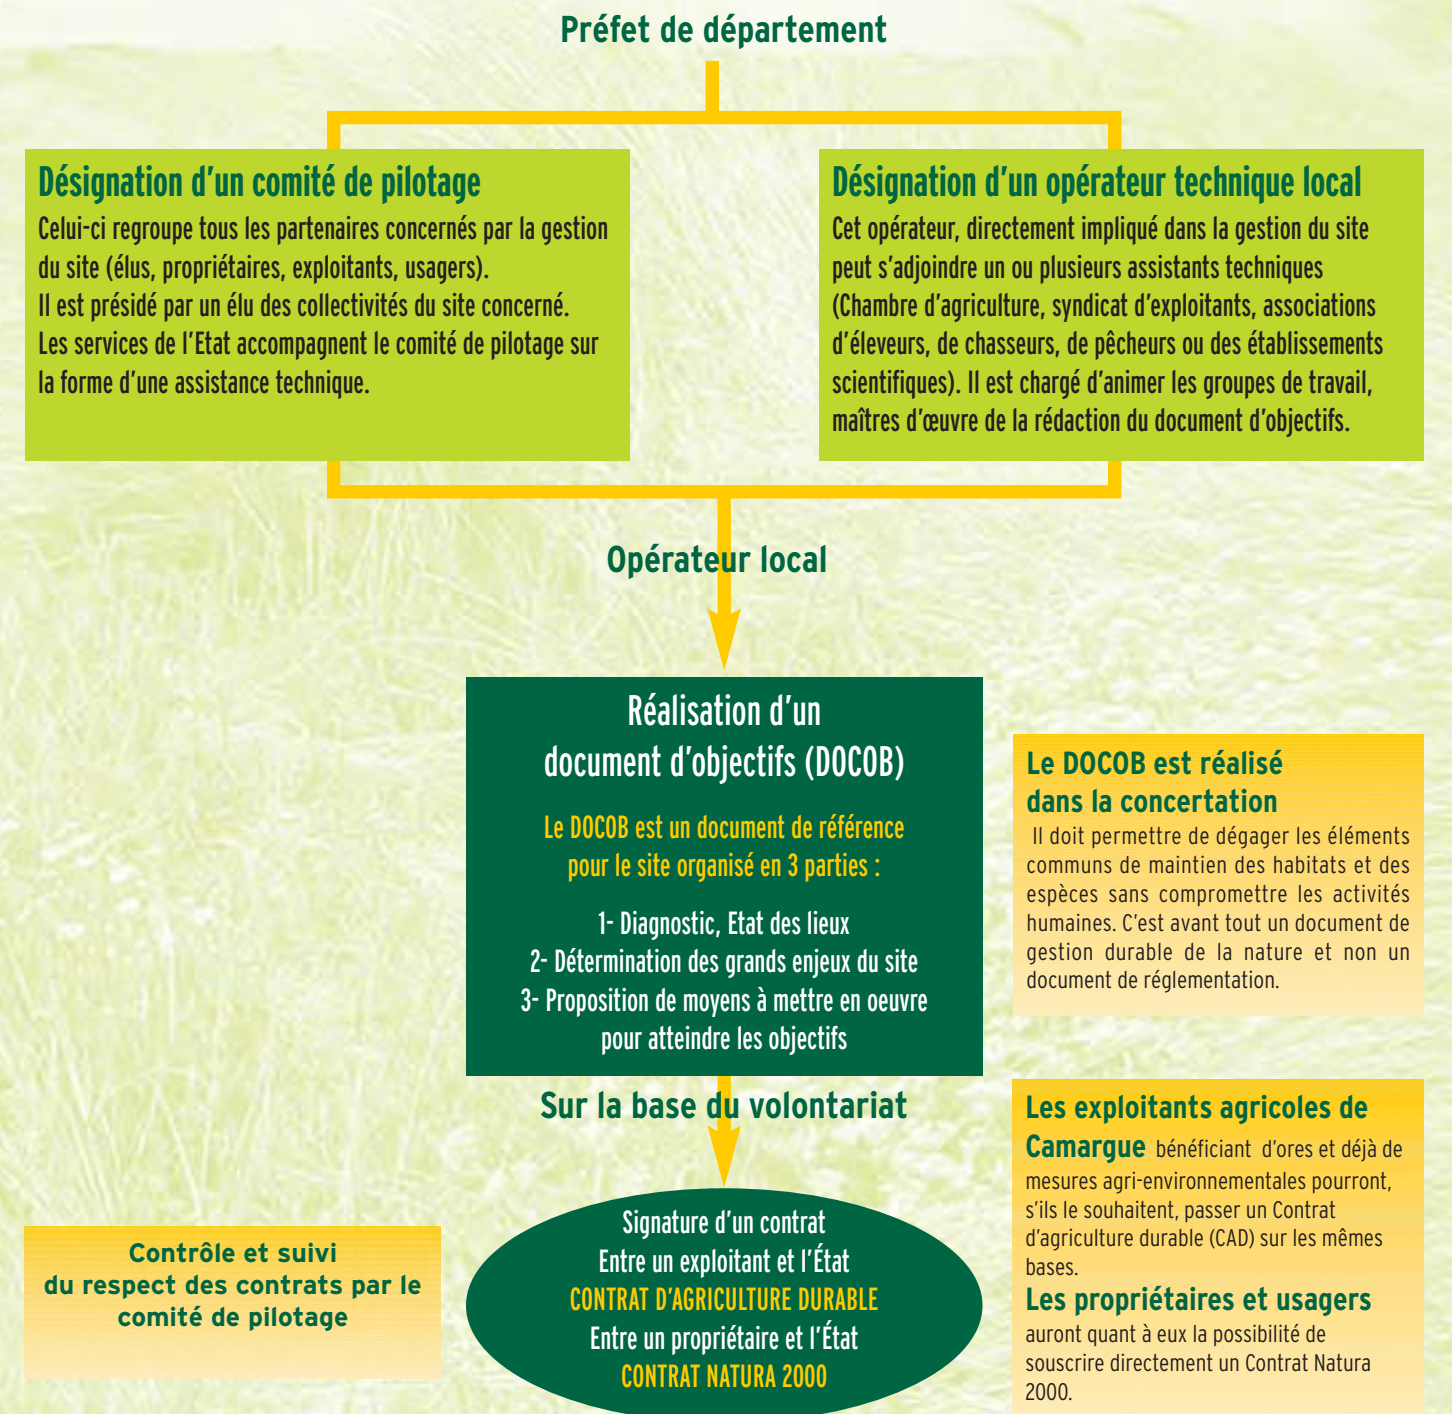 Préfet de département
Désignation d'un comité de pilotage
Celui-ci regroupe tous les partenaires concernés par la gestion
du site (élus, propriétaires, exploitants, usagers).
Il est présidé par un élu des collectivités du site concerné.
Les services de l'Etat accompagnent le comité de pilotage sur
la forme d'une assistance technique.
Désignation d'un opérateur technique local
Cet opérateur, directement impliqué dans la gestion du site
peut s'adjoindre un ou plusieurs assistants techniques
(Chambre d'agriculture, syndicat d'exploitants, associations
d'éleveurs, de chasseurs, de pêcheurs ou des établissements
scientifiques). Il est chargé d'animer les groupes de travail,
maîtres d'œuvre de la rédaction du document d'objectifs.
Opérateur local
Réalisation d'un
document d'objectifs (DOCOB)
Le DOCOB est un document de référence
pour le site organisé en 3 parties :
1- Diagnostic, Etat des lieux
2- Détermination des grands enjeux du site
3- Proposition de moyens à mettre en oeuvre
pour atteindre les objectifs
Le DOCOB est réalisé
dans la concertation
Il doit permettre de dégager les éléments
communs de maintien des habitats et des
espèces sans compromettre les activités
humaines. C'est avant tout un document de
gestion durable de la nature et non un
document de réglementation.
Sur la base du volontariat
Les exploitants agricoles de
Camargue bénéficiant d'ores et déjà de
mesures agri-environnementales pourront,
s'ils le souhaitent, passer un Contrat
d'agriculture durable (CAD) sur les mêmes
bases.
Les propriétaires et usagers
auront quant à eux la possibilité de
souscrire directement un Contrat Natura
2000.
Contrôle et suivi
du respect des contrats par le
comité de pilotage
Signature d'un contrat
Entre un exploitant et l'État
CONTRAT D'AGRICULTURE DURABLE
Entre un propriétaire et l'État
CONTRAT NATURA 2000